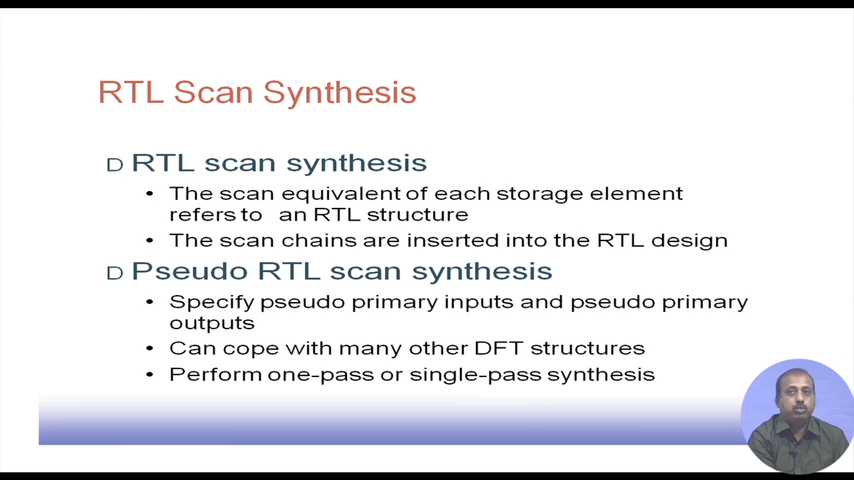 RTL Scan Synthesis
D RTL scan synthesis
• The scan equivalent of each storage element
refers to an RTL structure
• The scan chains are inserted into the RTL design
D Pseudo RTL scan synthesis
• Specify pseudo primary inputs and pseudo primary
outputs
• Can cope with many other DFT structures
• Perform one-pass or single-pass synthesis